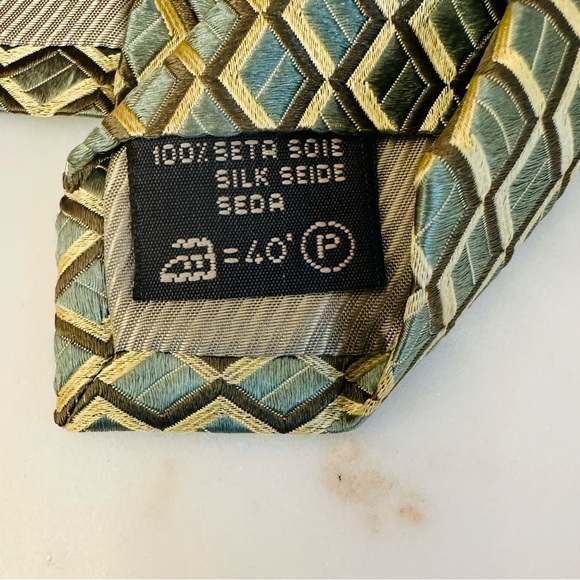 100% SETA SOIE
SILK SEIDE
SEDA
=40° P